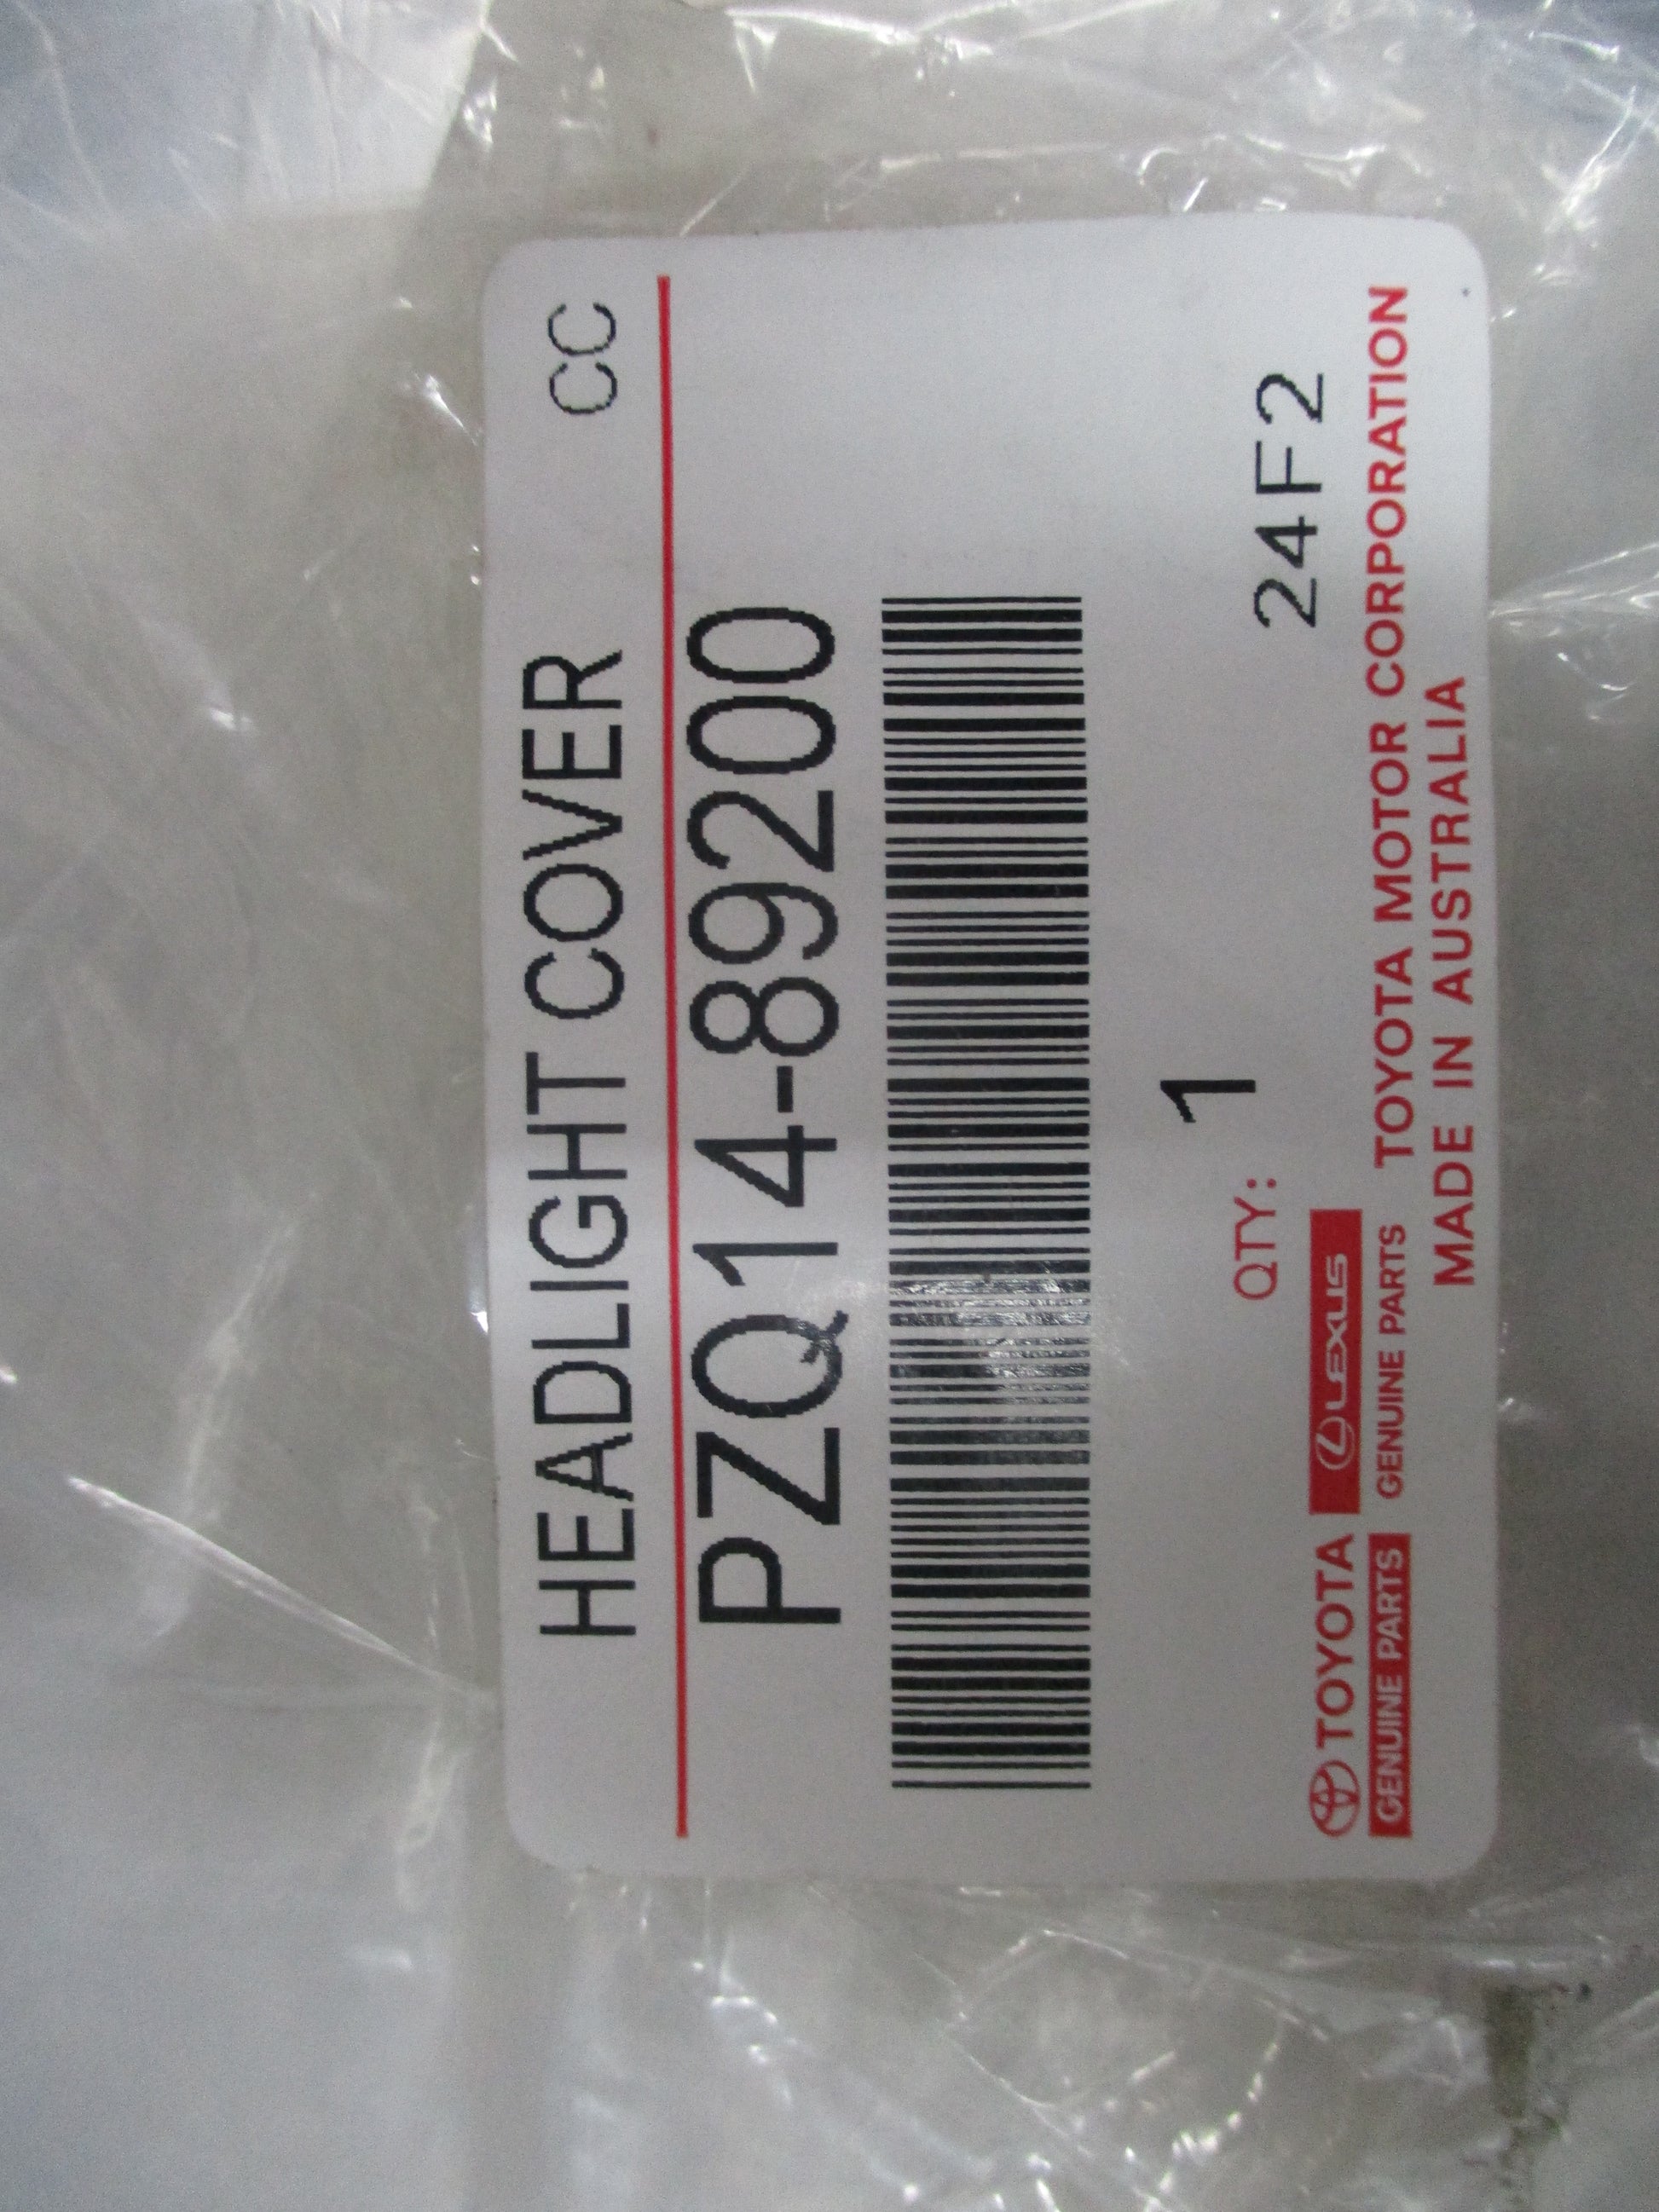 HEADLIGHT COVER CC
PZQ14-89200
QTY: 1
24F2
TOYOTA LEXUS TOYOTA MOTOR CORPORATION
GENUINE PARTS GENUINE PARTS MADE IN AUSTRALIA